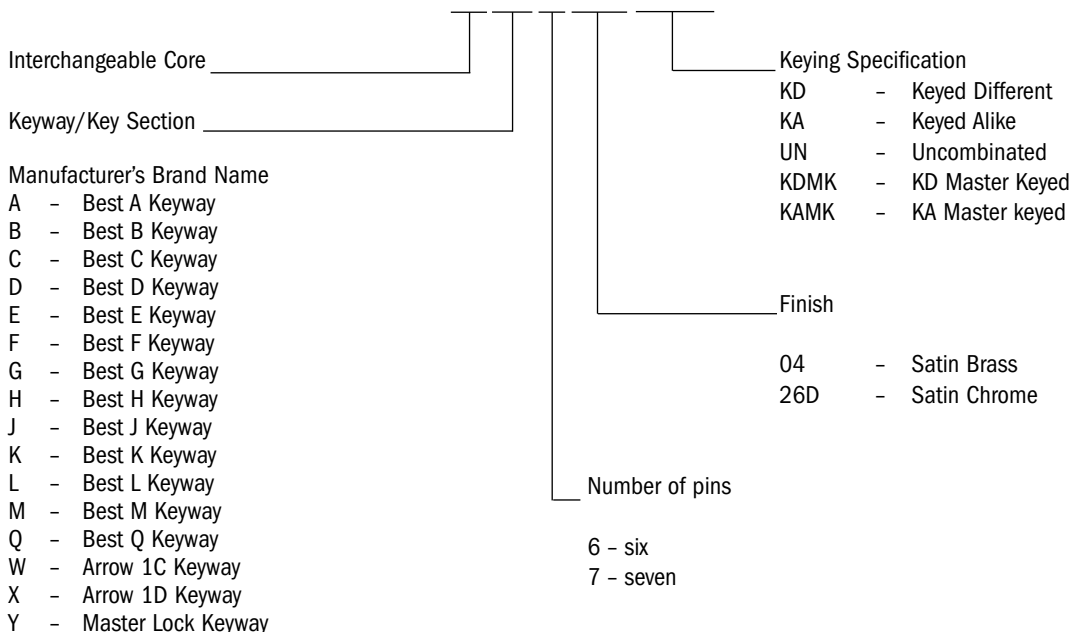 Interchangeable Core
Keyway/Key Section
Manufacturer's Brand Name
A – Best A Keyway
B – Best B Keyway
C – Best C Keyway
D – Best D Keyway
E – Best E Keyway
F – Best F Keyway
G – Best G Keyway
H – Best H Keyway
J – Best J Keyway
K – Best K Keyway
L – Best L Keyway
M – Best M Keyway
Q – Best Q Keyway
W – Arrow 1C Keyway
X – Arrow 1D Keyway
Y – Master Lock Keyway
Number of pins
6 – six
7 – seven
Keying Specification
KD – Keyed Different
KA – Keyed Alike
UN – Uncombinated
KDMK – KD Master Keyed
KAMK – KA Master keyed
Finish
04 – Satin Brass
26D – Satin Chrome